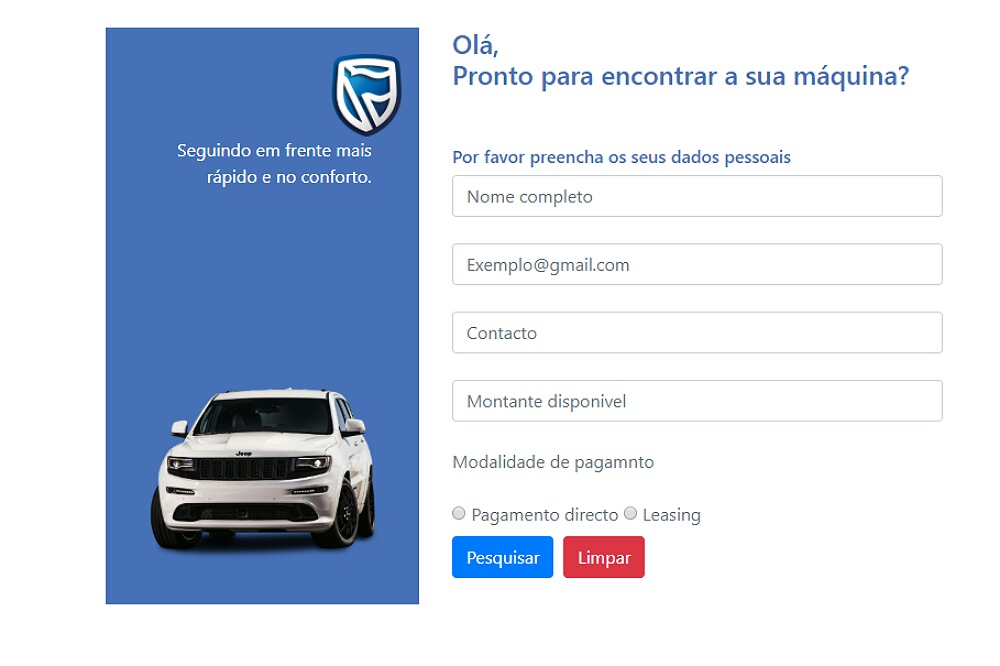 Seguindo em frente mais
rápido e no conforto.
Jeep
Olá,
Pronto para encontrar a sua máquina?
Por favor preencha os seus dados pessoais
Nome completo
Exemplo@gmail.com
Contacto
Montante disponivel
Modalidade de pagamnto
Pagamento directo Leasing
Pesquisar Limpar